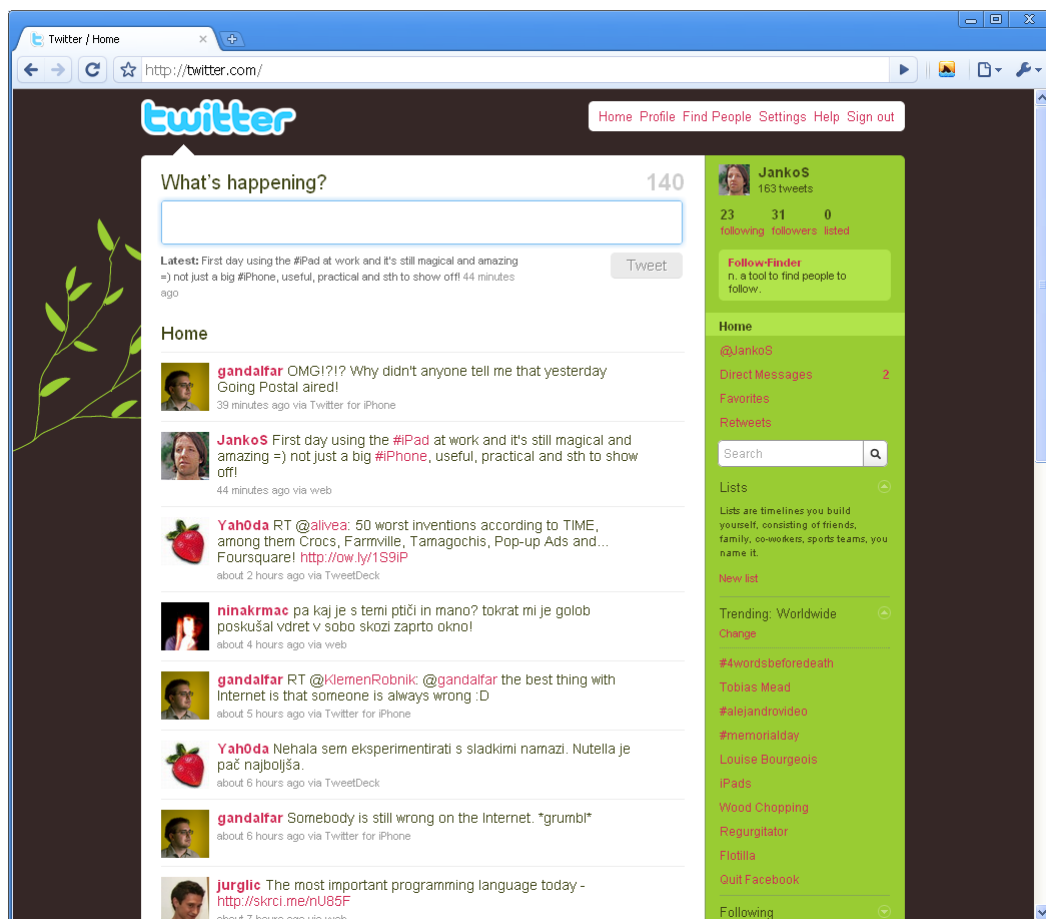 Twitter / Home
http://twitter.com/
twitter
Home Profile Find People Settings Help Sign out
What's happening?
140
Latest: First day using the #iPad at work and it's still magical and amazing
=) not just a big #iPhone, useful, practical and sth to show off! 44 minutes
ago
Tweet
Home
gandalfar OMG!?!? Why didn't anyone tell me that yesterday
Going Postal aired!
39 minutes ago via Twitter for iPhone
JankoS First day using the #iPad at work and it's still magical and
amazing =) not just a big #iPhone, useful, practical and sth to show
off!
44 minutes ago via web
Yah0da RT @alivea: 50 worst inventions according to TIME,
among them Crocs, Farmville, Tamagochis, Pop-up Ads and...
Foursquare! http://ow.ly/1S9iP
about 2 hours ago via TweetDeck
ninakrmac pa kaj je s temi ptiči in mano? tokrat mi je golob
poskušal vdret v sobo skozi zaprto okno!
about 4 hours ago via web
gandalfar RT @KlemenRobnik: @gandalfar the best thing with
Internet is that someone is always wrong :D
about 5 hours ago via Twitter for iPhone
Yah0da Nehala sem eksperimentirati s sladkimi namazi. Nutella je
pač najboljša.
about 6 hours ago via TweetDeck
gandalfar Somebody is still wrong on the Internet. *grumbl*
about 6 hours ago via Twitter for iPhone
jurglic The most important programming language today -
http://skrci.me/nU85F
about 7 hours ago via web
JankoS
163 tweets
23 31 0
following followers listed
Follow·Finder
n. a tool to find people to
follow.
Home
@JankoS
Direct Messages 2
Favorites
Retweets
Search
Lists
Lists are timelines you build
yourself, consisting of friends,
family, co-workers, sports teams, you
name it.
New list
Trending: Worldwide
Change
#4wordsbeforedeath
Tobias Mead
#alejandrovideo
#memorialday
Louise Bourgeois
iPads
Wood Chopping
Regurgitator
Flotilla
Quit Facebook
Following